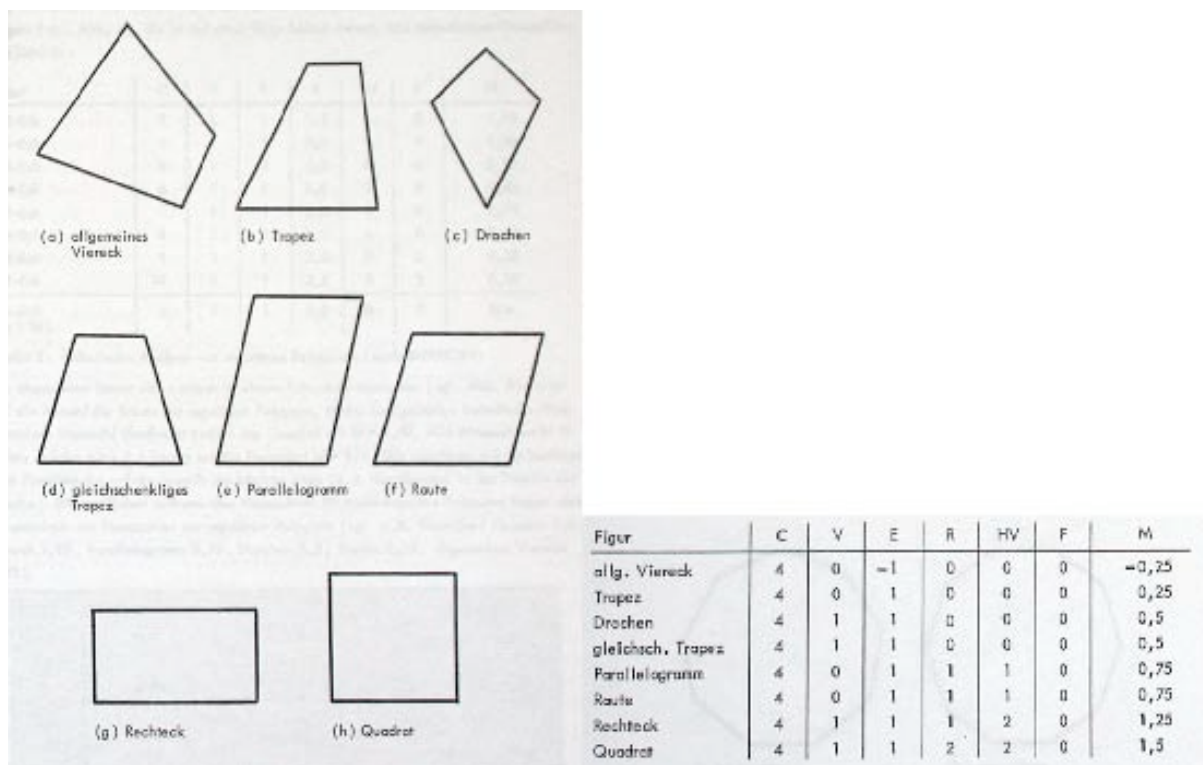 (a) allgemeines
Viereck
(b) Trapez
(c) Drachen
(d) gleichschenkliges
Trapez
(e) Parallelogramm
(f) Raute
(g) Rechteck
(h) Quadrat
Figur C V E R HV F M
allg. Viereck 4 0 -1 0 0 0 -0,25
Trapez 4 0 1 0 0 0 0,25
Drachen 4 1 1 0 0 0 0,5
gleichsch. Trapez 4 1 1 0 0 0 0,5
Parallelogramm 4 0 1 1 1 0 0,75
Raute 4 0 1 1 1 0 0,75
Rechteck 4 1 1 1 2 0 1,25
Quadrat 4 1 1 2 2 0 1,5